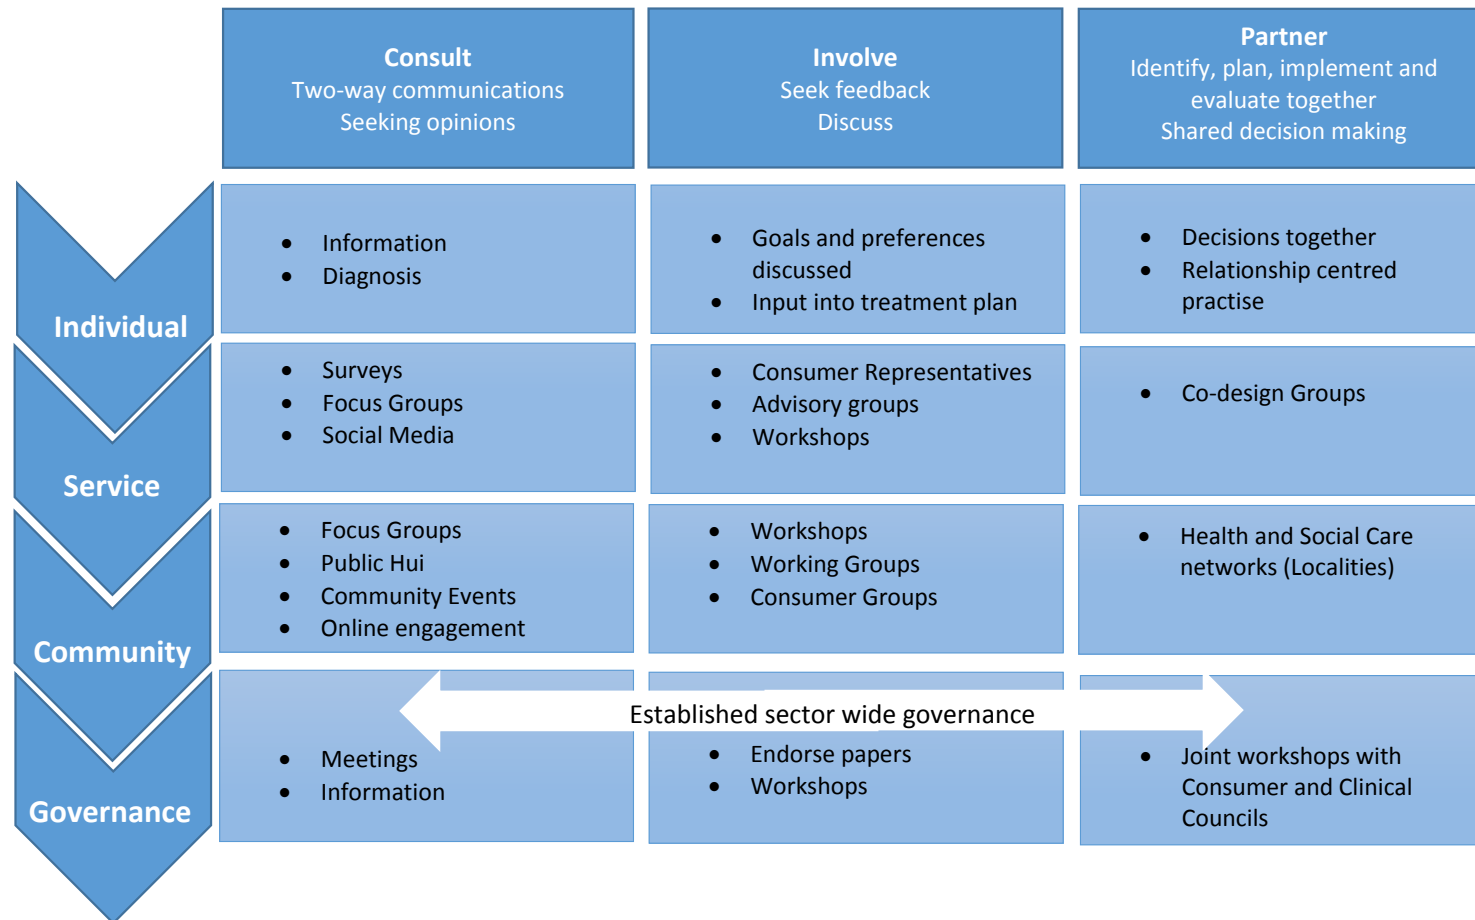 Consult
Two-way communications
Seeking opinions
Involve
Seek feedback
Discuss
Partner
Identify, plan, implement and
evaluate together
Shared decision making
Individual
• Information
• Diagnosis
• Goals and preferences
discussed
• Input into treatment plan
• Decisions together
• Relationship centred
practise
Service
• Surveys
• Focus Groups
• Social Media
• Consumer Representatives
• Advisory groups
• Workshops
• Co-design Groups
Community
• Focus Groups
• Public Hui
• Community Events
• Online engagement
• Workshops
• Working Groups
• Consumer Groups
• Health and Social Care
networks (Localities)
Established sector wide governance
Governance
• Meetings
• Information
• Endorse papers
• Workshops
• Joint workshops with
Consumer and Clinical
Councils